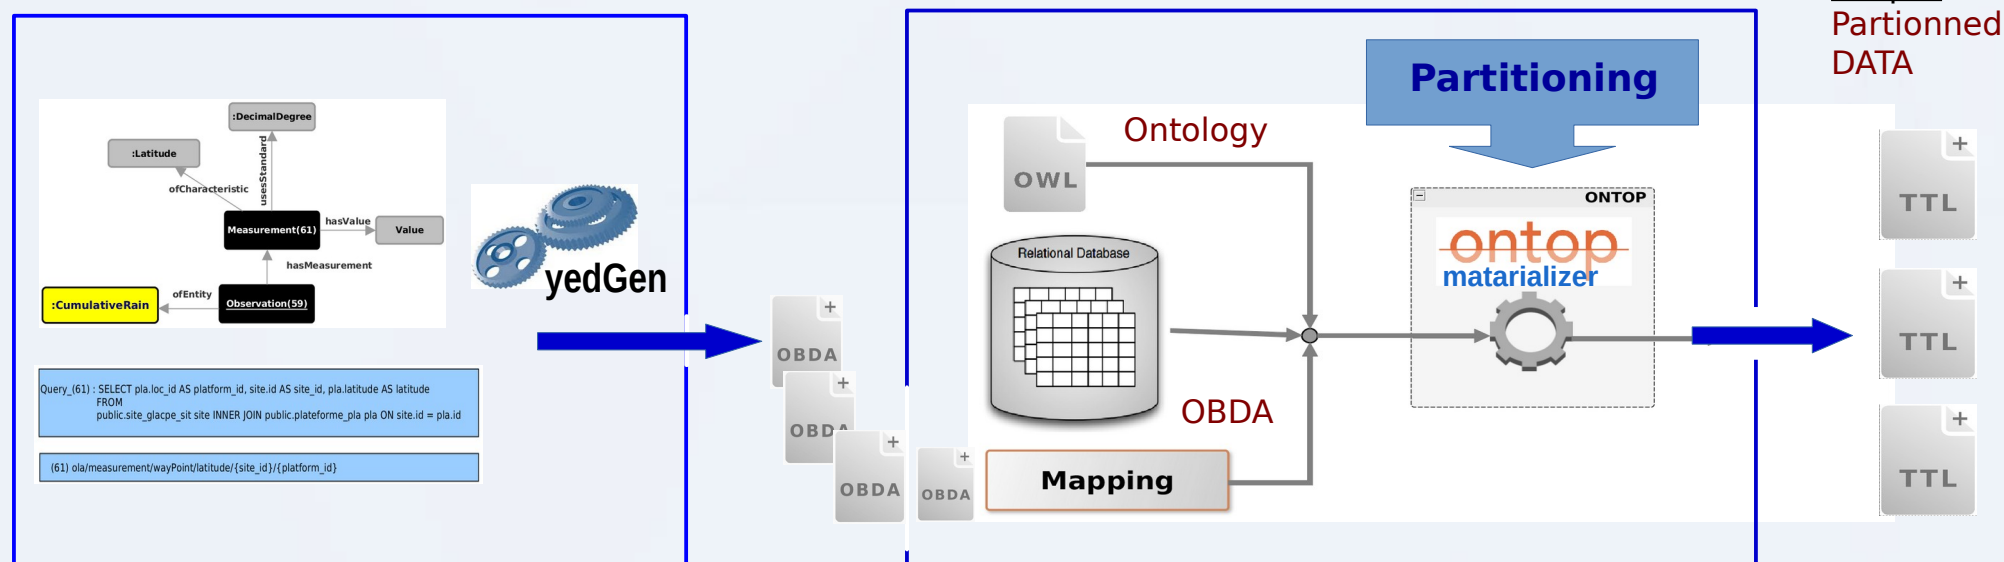 :DecimalDegree
:Latitude
usesStandard
ofCharacteristic
Measurement(61)
hasValue
Value
hasMeasurement
:CumulativeRain
ofEntity
Observation(59)
Query_(61) : SELECT pla.loc_id AS platform_id, site.id AS site_id, pla.latitude AS latitude
FROM
public.site_glacpe_sit site INNER JOIN public.plateforme_pla pla ON site.id = pla.id
(61) ola/measurement/wayPoint/latitude/{site_id}/{platform_id}
yedGen
OBDA
OBDA
OBDA
OBDA
Ontology
OWL
Relational Database
OBDA
Mapping
Partitioning
ONTOP
ontop
matarializer
Partionned
DATA
TTL
TTL
TTL